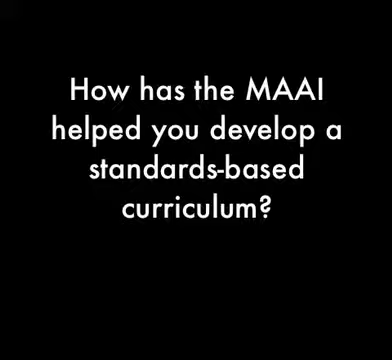 How has the MAAI
helped you develop a
standards-based
curriculum?